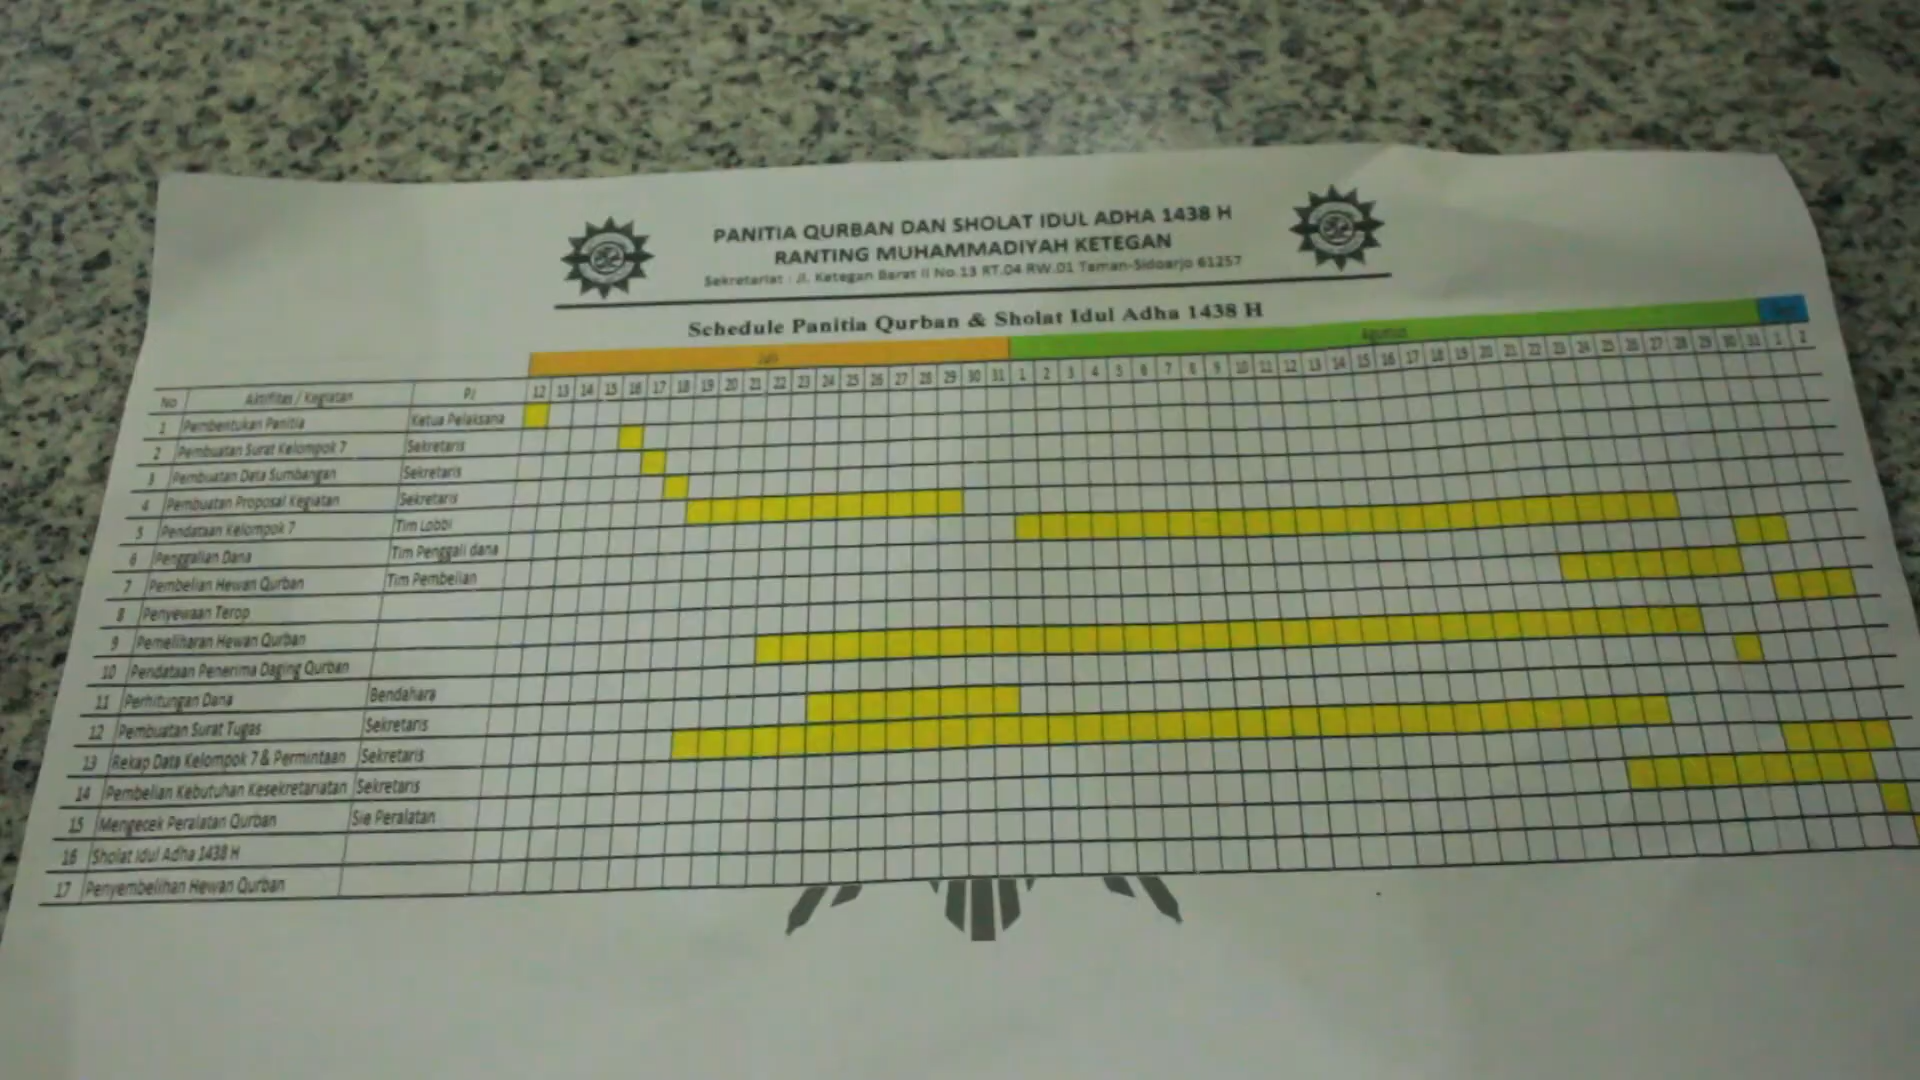 PANITIA QURBAN DAN SHOLAT IDUL ADHA 1438 H
RANTING MUHAMMADIYAH KETEGAN
Sekretariat : Jl. Ketegan Barat II No.13 RT.04 RW.01 Taman-Sidoarjo 61257
Schedule Panitia Qurban & Sholat Idul Adha 1438 H
Juli Agustus
No Aktifitas / Kegiatan PJ 12 13 14 15 16 17 18 19 20 21 22 23 24 25 26 27 28 29 30 31 1 2 3 4 5 6 7 8 9 10 11 12 13 14 15 16 17 18 19 20 21 22 23 24 25 26 27 28 29 30 31 1 2
1 Pembentukan Panitia Ketua Pelaksana
2 Pembuatan Surat Kelompok 7 Sekretaris
3 Pembuatan Data Sumbangan Sekretaris
4 Pembuatan Proposal Kegiatan Sekretaris
5 Pendataan Kelompok 7 Tim Lobbi
6 Penggalian Dana Tim Penggali dana
7 Pembelian Hewan Qurban Tim Pembelian
8 Penyewaan Terop
9 Pemeliharan Hewan Qurban
10 Pendataan Penerima Daging Qurban
11 Perhitungan Dana Bendahara
12 Pembuatan Surat Tugas Sekretaris
13 Rekap Data Kelompok 7 & Permintaan Sekretaris
14 Pembelian Kebutuhan Kesekretariatan Sekretaris
15 Mengecek Peralatan Qurban Sie Peralatan
16 Sholat Idul Adha 1438 H
17 Penyembelihan Hewan Qurban